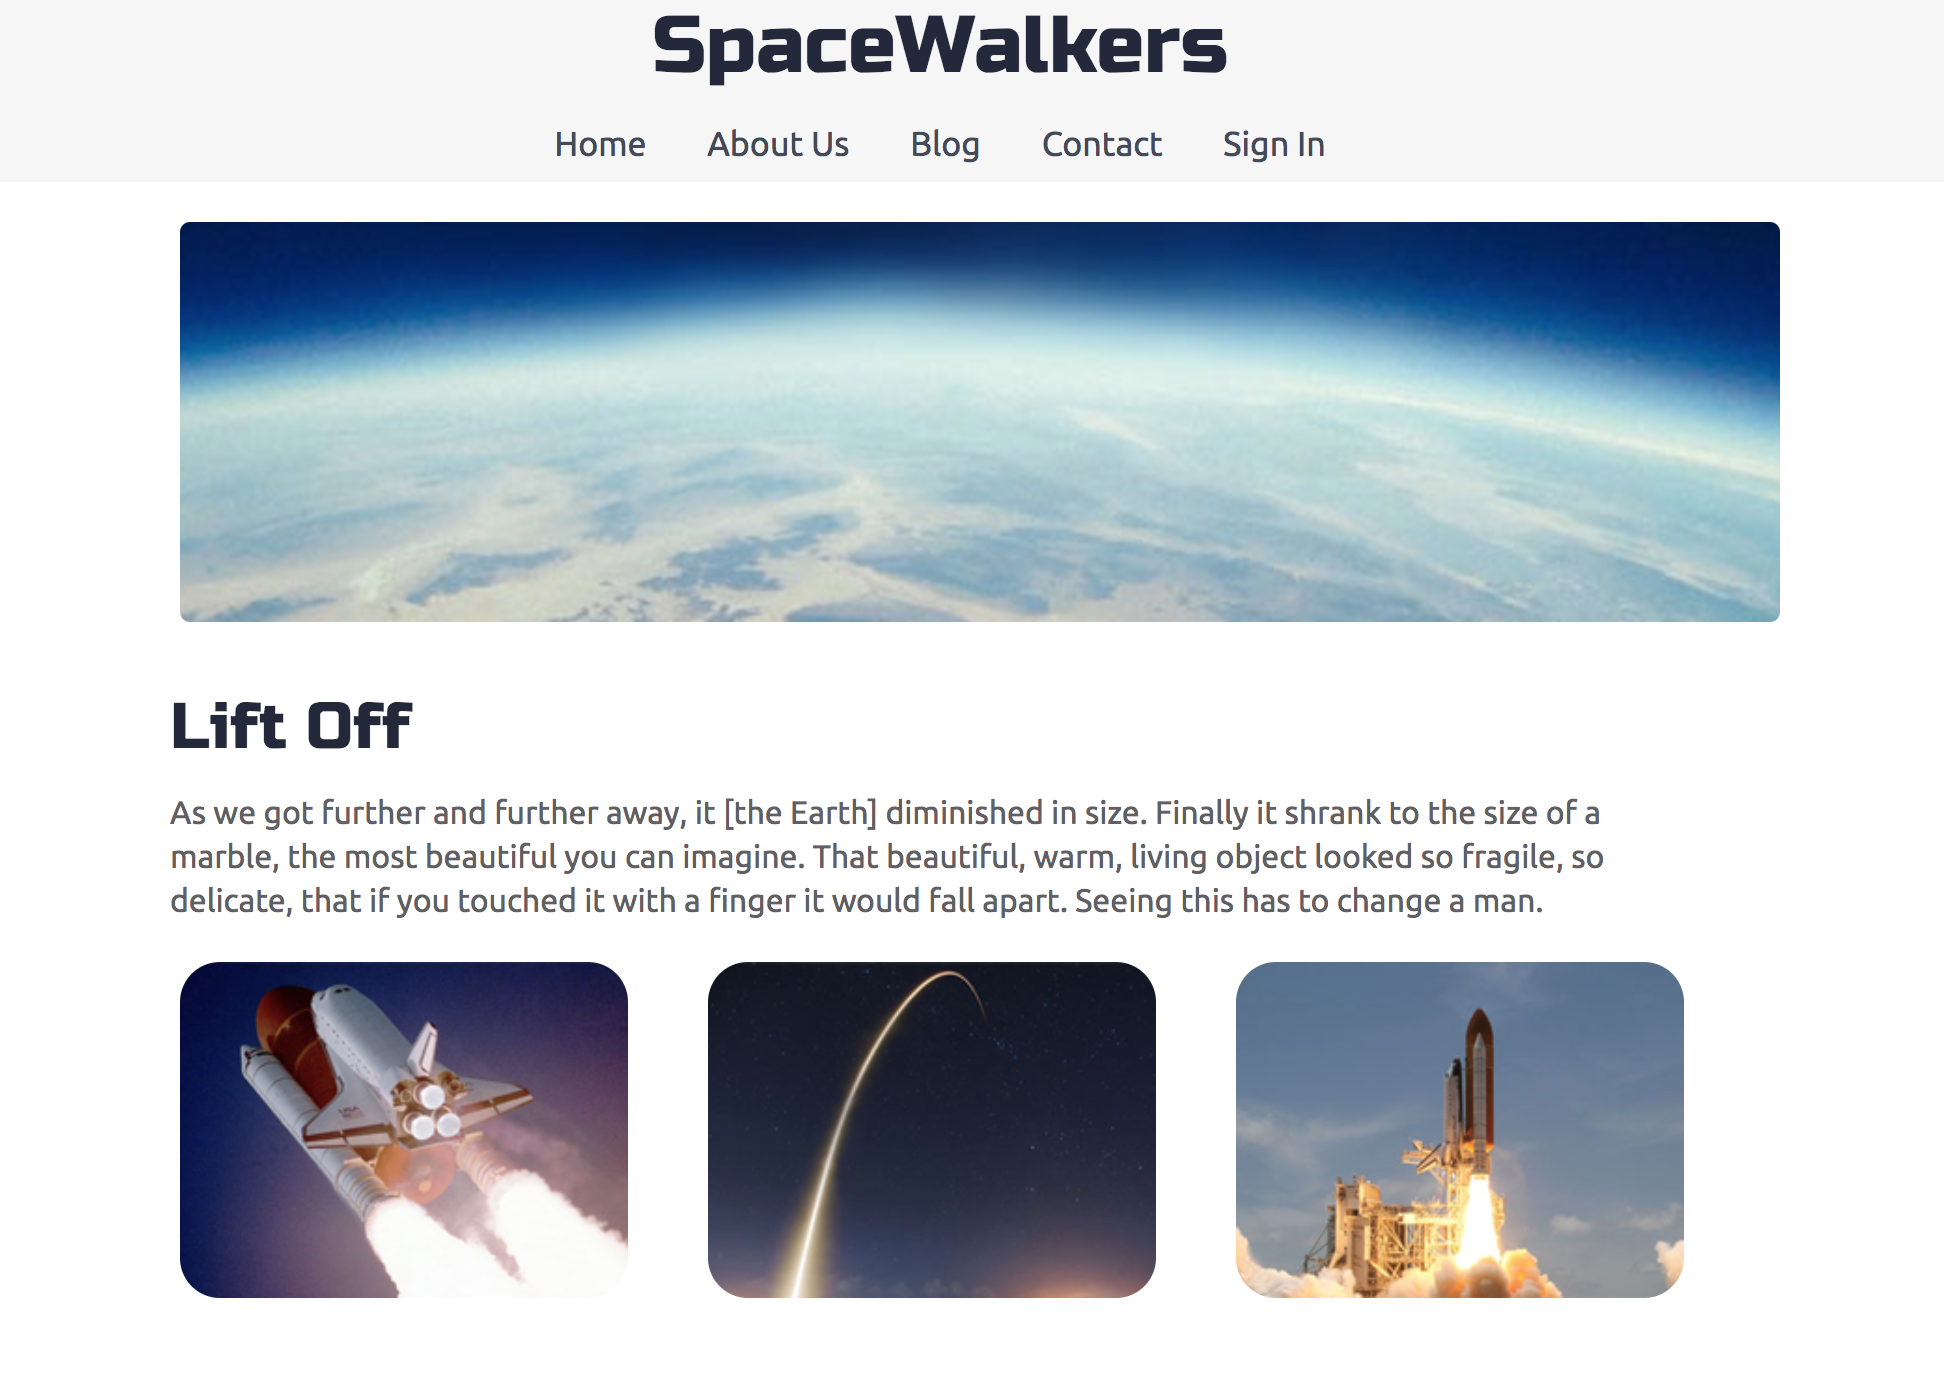 SpaceWalkers
Home About Us Blog Contact Sign In
Lift Off
As we got further and further away, it [the Earth] diminished in size. Finally it shrank to the size of a
marble, the most beautiful you can imagine. That beautiful, warm, living object looked so fragile, so
delicate, that if you touched it with a finger it would fall apart. Seeing this has to change a man.
USA